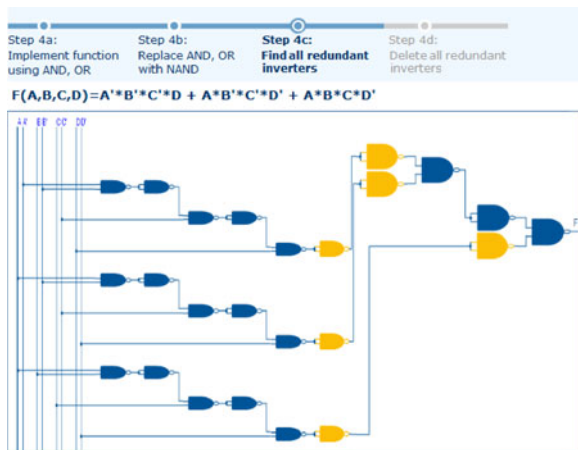 Step 4a:
Implement function
using AND, OR
Step 4b:
Replace AND, OR
with NAND
Step 4c:
Find all redundant
inverters
Step 4d:
Delete all redundant
inverters
F(A,B,C,D)=A'*B'*C'*D + A*B'*C'*D' + A*B*C*D'
A A' B B' C C' D D'
F